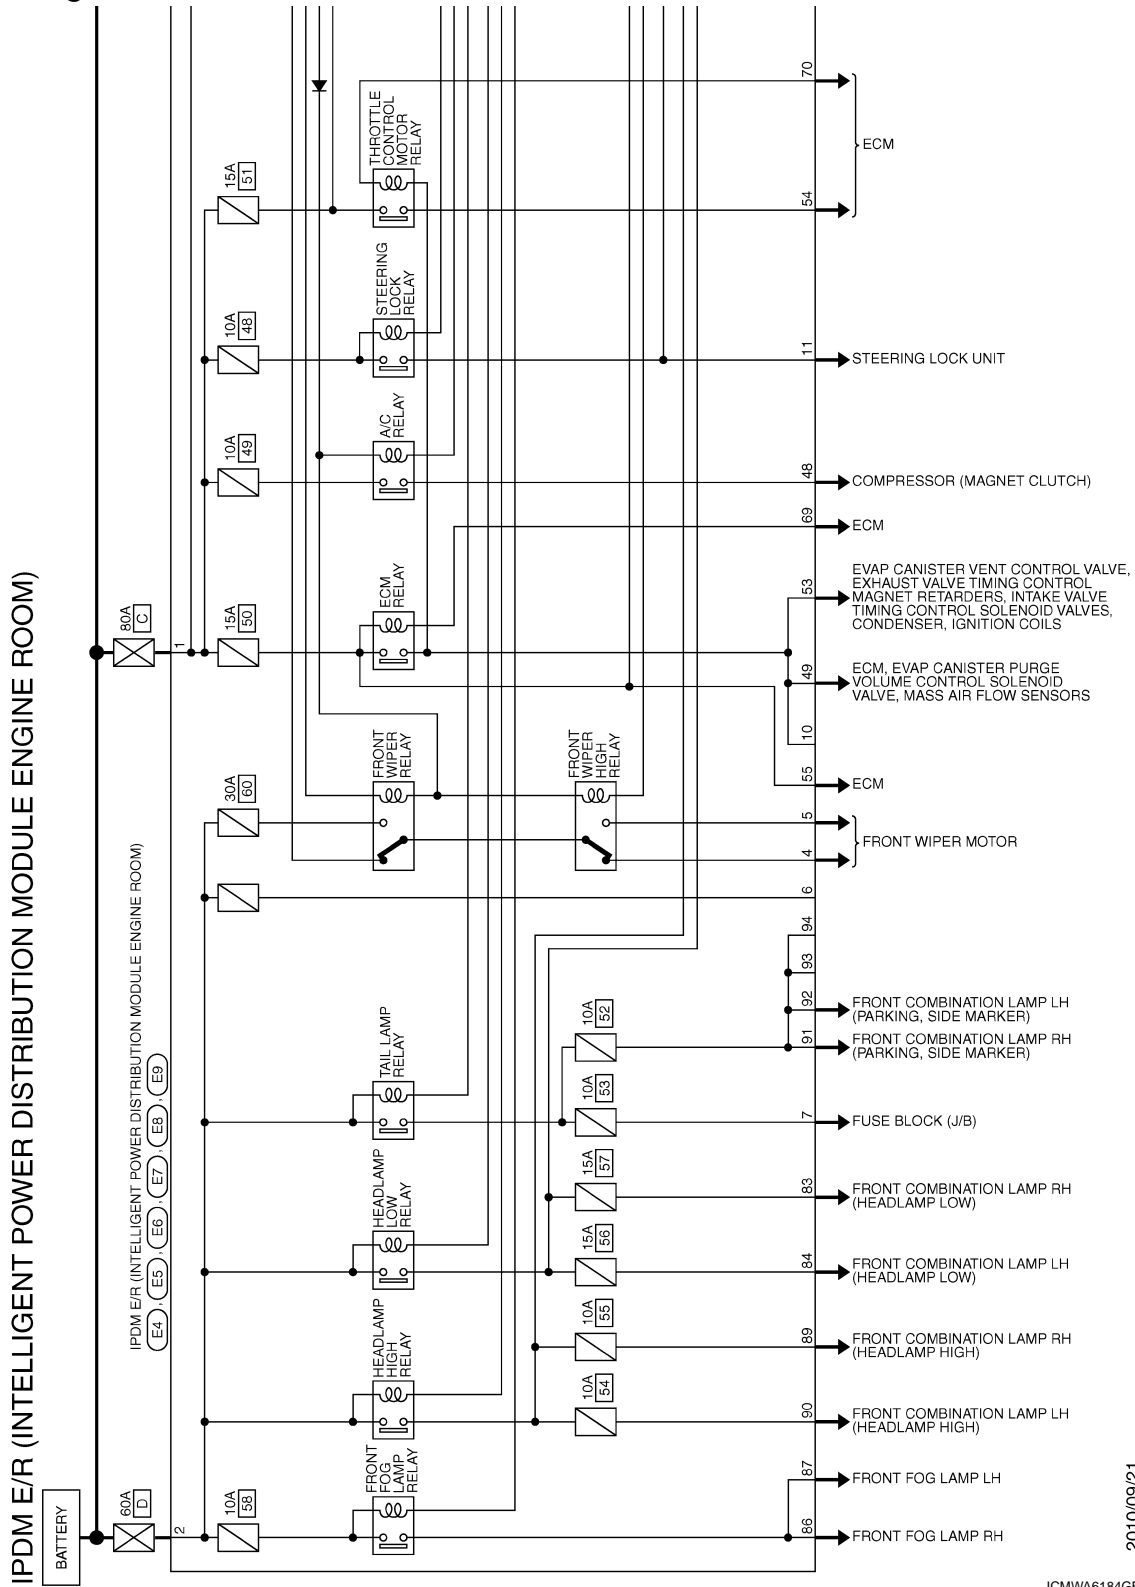 IPDM E/R (INTELLIGENT POWER DISTRIBUTION MODULE ENGINE ROOM)
BATTERY
60A
D
80A
C
2
1
IPDM E/R (INTELLIGENT POWER DISTRIBUTION MODULE ENGINE ROOM)
E4 , E5 , E6 , E7 , E8 , E9
15A
51
THROTTLE
CONTROL
MOTOR
RELAY
70
54
ECM
10A
48
STEERING
LOCK
RELAY
11
STEERING LOCK UNIT
10A
49
A/C
RELAY
48
COMPRESSOR (MAGNET CLUTCH)
69
ECM
15A
50
ECM
RELAY
53
EVAP CANISTER VENT CONTROL VALVE,
EXHAUST VALVE TIMING CONTROL
MAGNET RETARDERS, INTAKE VALVE
TIMING CONTROL SOLENOID VALVES,
CONDENSER, IGNITION COILS
49
ECM, EVAP CANISTER PURGE
VOLUME CONTROL SOLENOID
VALVE, MASS AIR FLOW SENSORS
10
55
ECM
30A
60
FRONT
WIPER
RELAY
FRONT
WIPER
HIGH
RELAY
5
4
FRONT WIPER MOTOR
6
94
93
10A
52
92
FRONT COMBINATION LAMP LH
(PARKING, SIDE MARKER)
91
FRONT COMBINATION LAMP RH
(PARKING, SIDE MARKER)
TAIL LAMP
RELAY
10A
53
7
FUSE BLOCK (J/B)
15A
57
83
FRONT COMBINATION LAMP RH
(HEADLAMP LOW)
HEADLAMP
LOW
RELAY
15A
56
84
FRONT COMBINATION LAMP LH
(HEADLAMP LOW)
10A
55
89
FRONT COMBINATION LAMP RH
(HEADLAMP HIGH)
HEADLAMP
HIGH
RELAY
10A
54
90
FRONT COMBINATION LAMP LH
(HEADLAMP HIGH)
87
FRONT FOG LAMP LH
10A
58
FRONT
FOG
LAMP
RELAY
86
FRONT FOG LAMP RH
2010/09/21